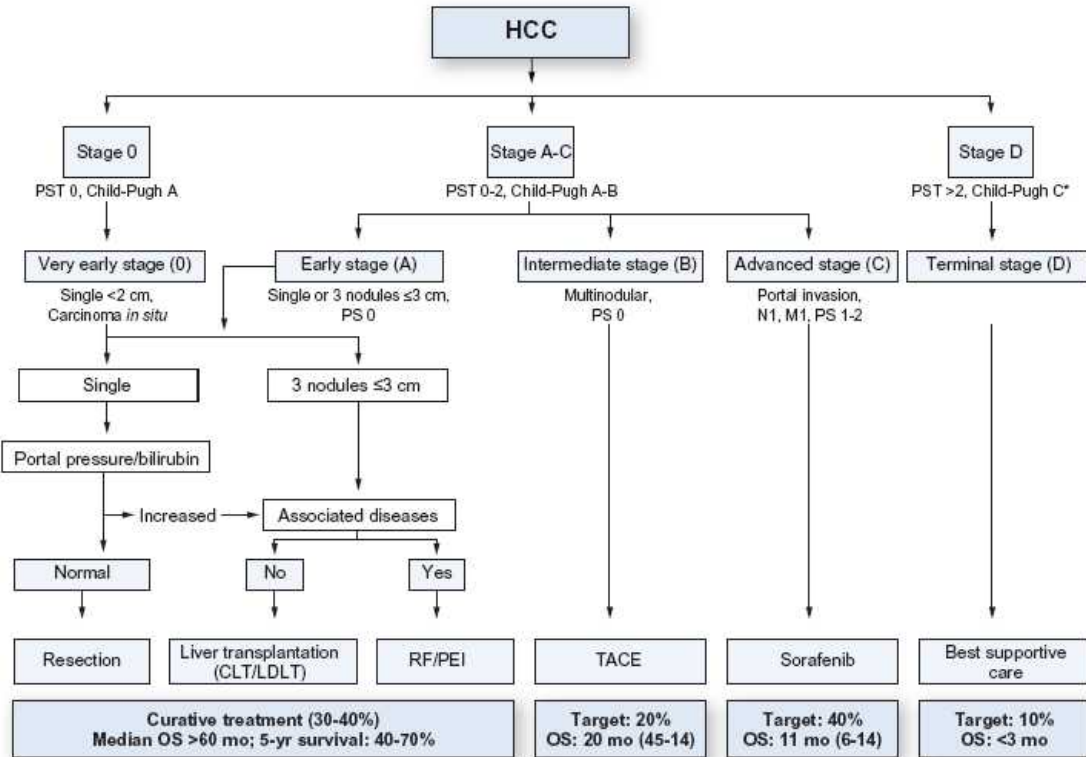 HCC
Stage 0
PST 0, Child-Pugh A
Stage A-C
PST 0-2, Child-Pugh A-B
Stage D
PST >2, Child-Pugh C*
Very early stage (0)
Single <2 cm,
Carcinoma in situ
Early stage (A)
Single or 3 nodules ≤3 cm,
PS 0
Intermediate stage (B)
Multinodular,
PS 0
Advanced stage (C)
Portal invasion,
N1, M1, PS 1-2
Terminal stage (D)
Single
3 nodules ≤3 cm
Portal pressure/bilirubin
Increased
Associated diseases
Normal
No
Yes
Resection
Liver transplantation
(CLT/LDLT)
RF/PEI
TACE
Sorafenib
Best supportive
care
Curative treatment (30-40%)
Median OS >60 mo; 5-yr survival: 40-70%
Target: 20%
OS: 20 mo (45-14)
Target: 40%
OS: 11 mo (6-14)
Target: 10%
OS: <3 mo